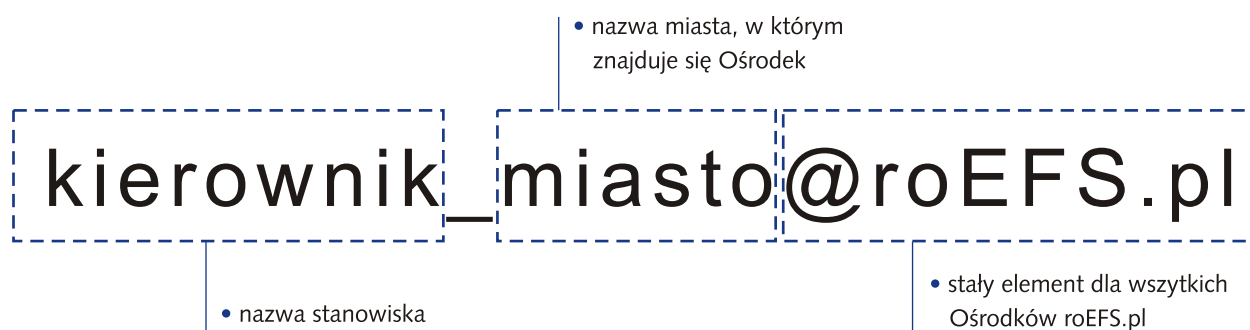 • nazwa miasta, w którym
znajduje się Ośrodek
kierownik_miasto@roEFS.pl
• nazwa stanowiska
• stały element dla wszytkich
Ośrodków roEFS.pl